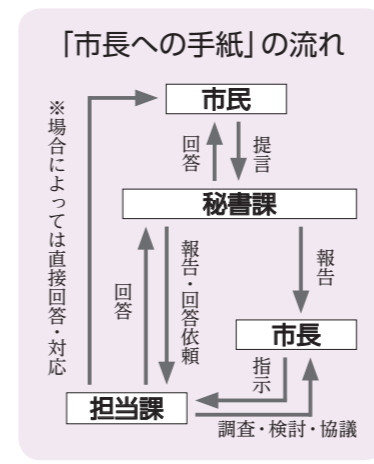 「市長への手紙」の流れ
市民
※場合によっては直接回答・対応
回答
提言
秘書課
回答
報告・回答依頼
報告
市長
指示
担当課
調査・検討・協議